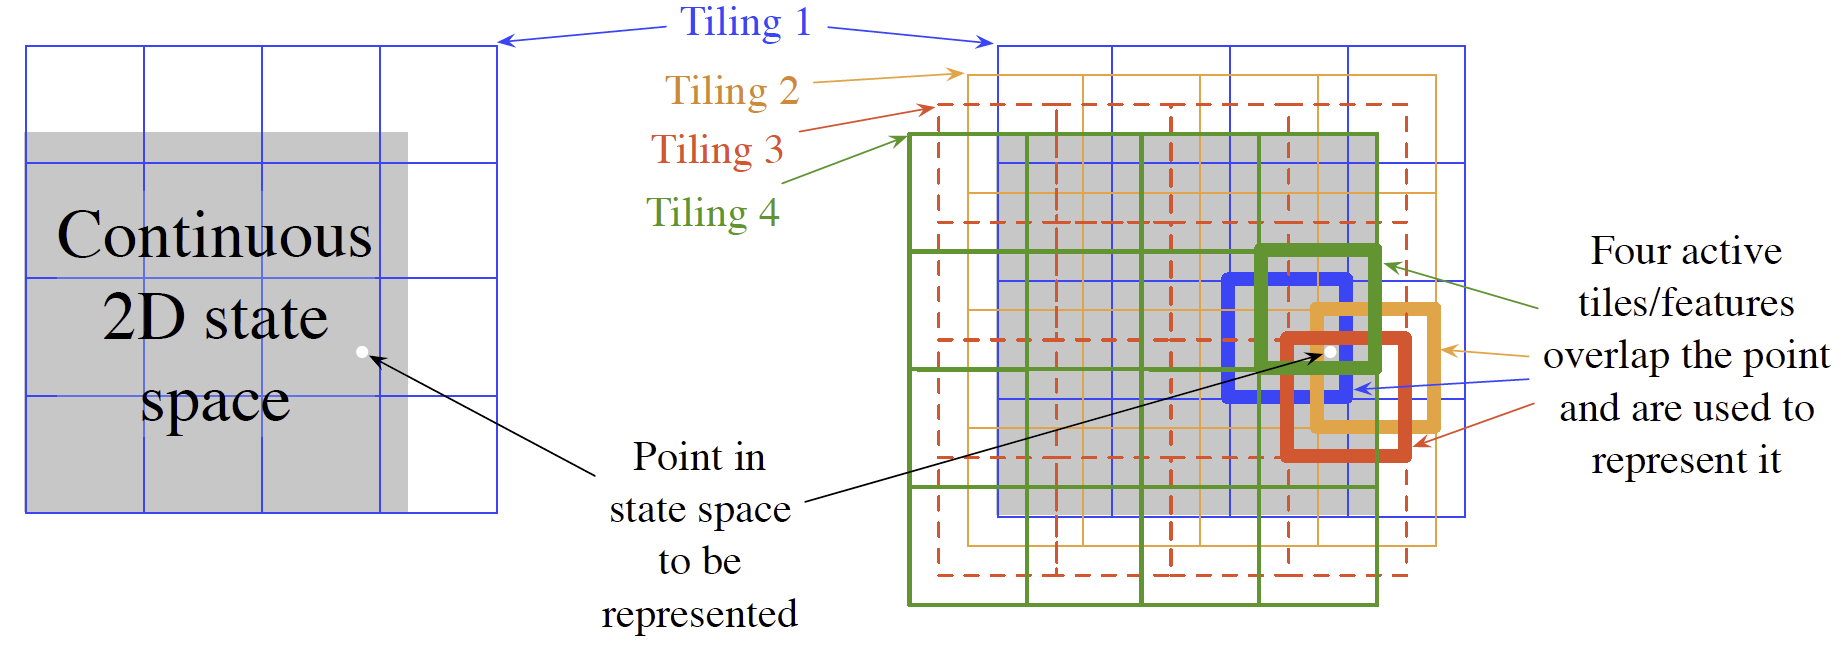 Tiling 1
Tiling 2
Tiling 3
Tiling 4
Continuous
2D state
space
Point in
state space
to be
represented
Four active
tiles/features
overlap the point
and are used to
represent it